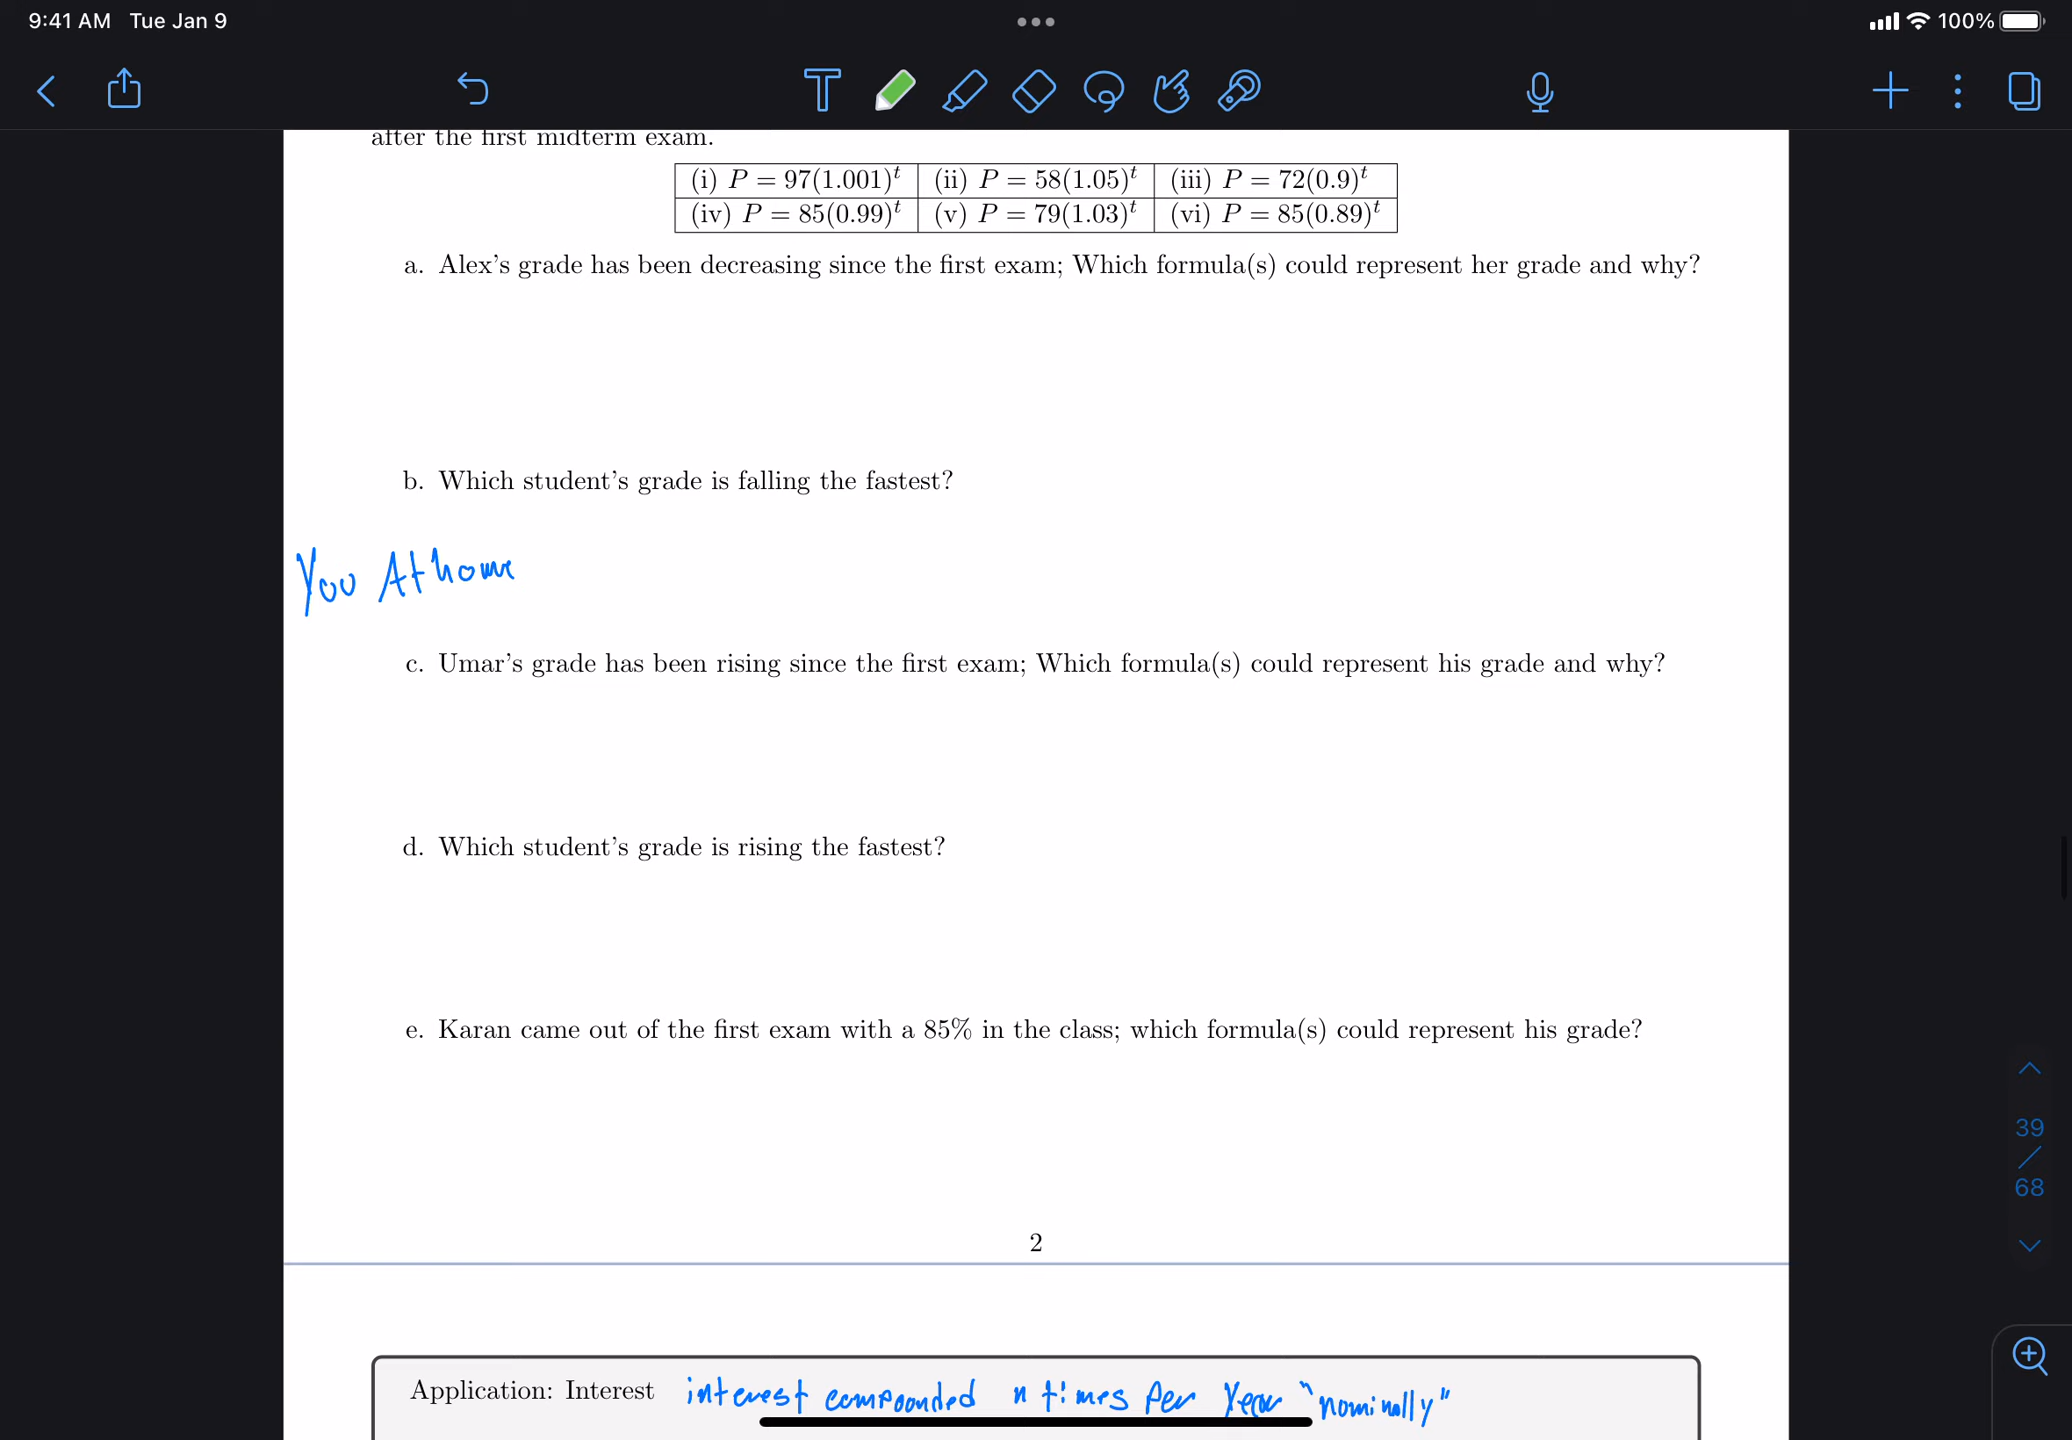 9:41 AM Tue Jan 9
100%
after the first midterm exam.
(i) P = 97(1.001)^t (ii) P = 58(1.05)^t (iii) P = 72(0.9)^t
(iv) P = 85(0.99)^t (v) P = 79(1.03)^t (vi) P = 85(0.89)^t
a. Alex's grade has been decreasing since the first exam; Which formula(s) could represent her grade and why?
b. Which student's grade is falling the fastest?
You At home
c. Umar's grade has been rising since the first exam; Which formula(s) could represent his grade and why?
d. Which student's grade is rising the fastest?
e. Karan came out of the first exam with a 85% in the class; which formula(s) could represent his grade?
39
/
68
2
Application: Interest interest compounded n times per Year "nominally"